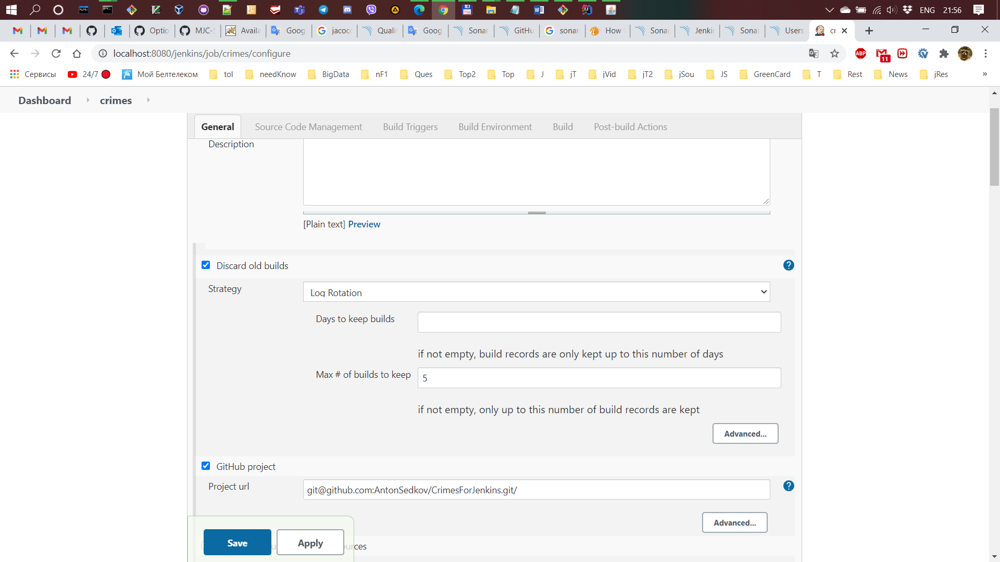 ENG 21:56
Optio
MJC-S
Availa
Goog
jacoco
Quali
Goog
Sonar
GitHu
sonar
How
Sonar
Jenkin
Sonar
Users
cr
localhost:8080/jenkins/job/crimes/configure
ABP
11
Сервисы
24/7
Мой Белтелеком
tol
needKnow
BigData
nF1
Ques
Top2
Top
J
jT
jVid
jT2
jSou
JS
GreenCard
T
Rest
News
jRes
»
Dashboard
crimes
General
Source Code Management
Build Triggers
Build Environment
Build
Post-build Actions
Description
[Plain text] Preview
Discard old builds
?
Strategy
Log Rotation
Days to keep builds
if not empty, build records are only kept up to this number of days
Max # of builds to keep
5
if not empty, only up to this number of build records are kept
Advanced...
GitHub project
Project url
git@github.com:AntonSedkov/CrimesForJenkins.git/
?
Advanced...
Save
Apply
urces